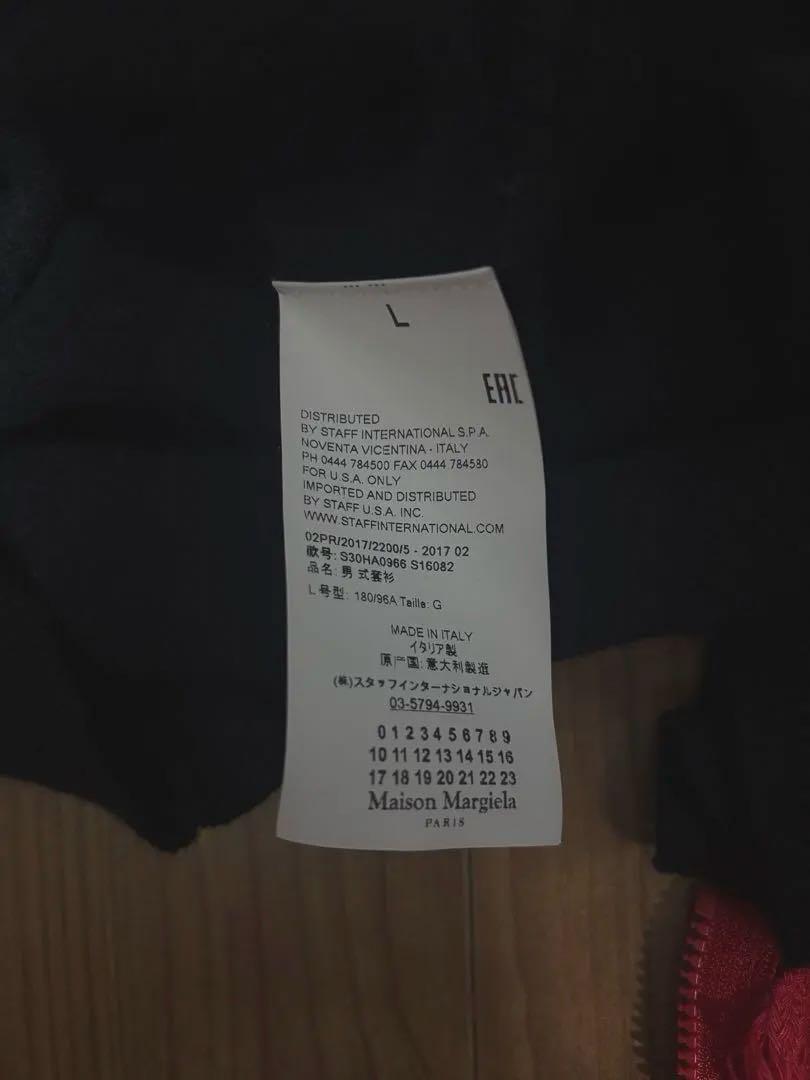 L
EAC
DISTRIBUTED
BY STAFF INTERNATIONAL S.P.A.
NOVENTA VICENTINA - ITALY
PH 0444 784500 FAX 0444 784580
FOR U.S.A. ONLY
IMPORTED AND DISTRIBUTED
BY STAFF U.S.A. INC.
WWW.STAFFINTERNATIONAL.COM
02PR/2017/2200/5 - 2017 02
款号: S30HA0966 S16082
品名: 男 式套衫
L 号型: 180/96A Taille: G
MADE IN ITALY
イタリア製
原产国: 意大利製造
(株)スタッフインターナショナルジャパン
03-5794-9931
0 1 2 3 4 5 6 7 8 9
10 11 12 13 14 15 16
17 18 19 20 21 22 23
Maison Margiela
PARIS